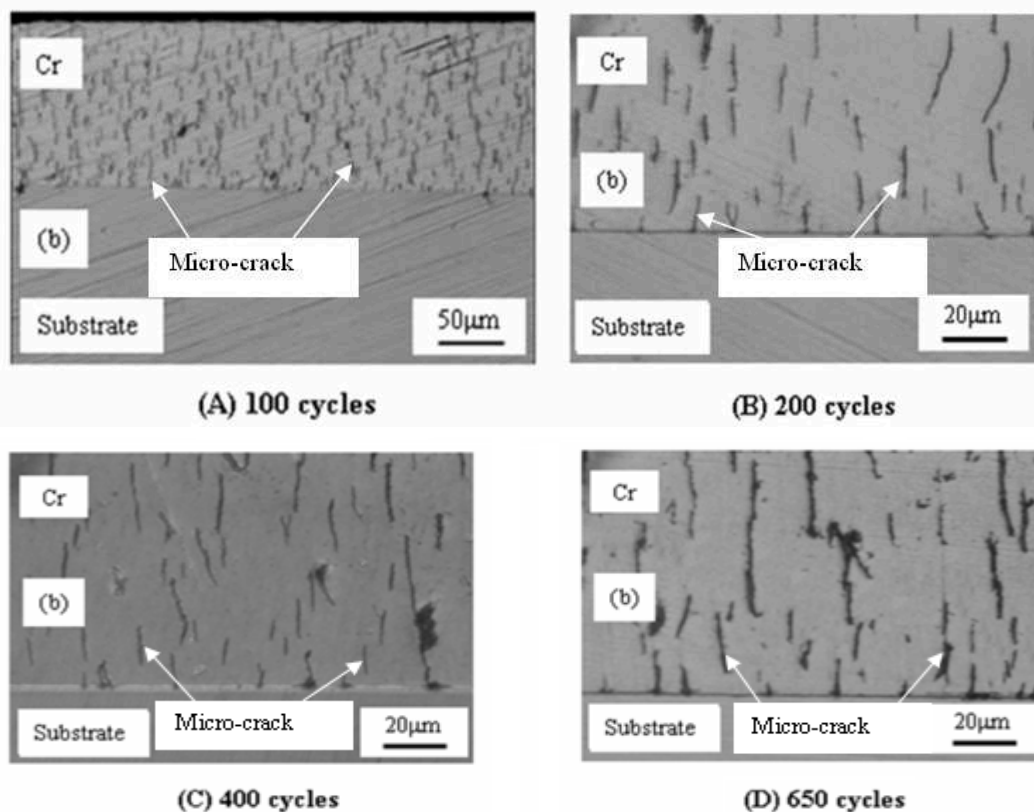 Cr
(b)
Micro-crack
Substrate
50μm
(A) 100 cycles
Cr
(b)
Micro-crack
Substrate
20μm
(B) 200 cycles
Cr
(b)
Micro-crack
Substrate
20μm
(C) 400 cycles
Cr
(b)
Micro-crack
Substrate
20μm
(D) 650 cycles